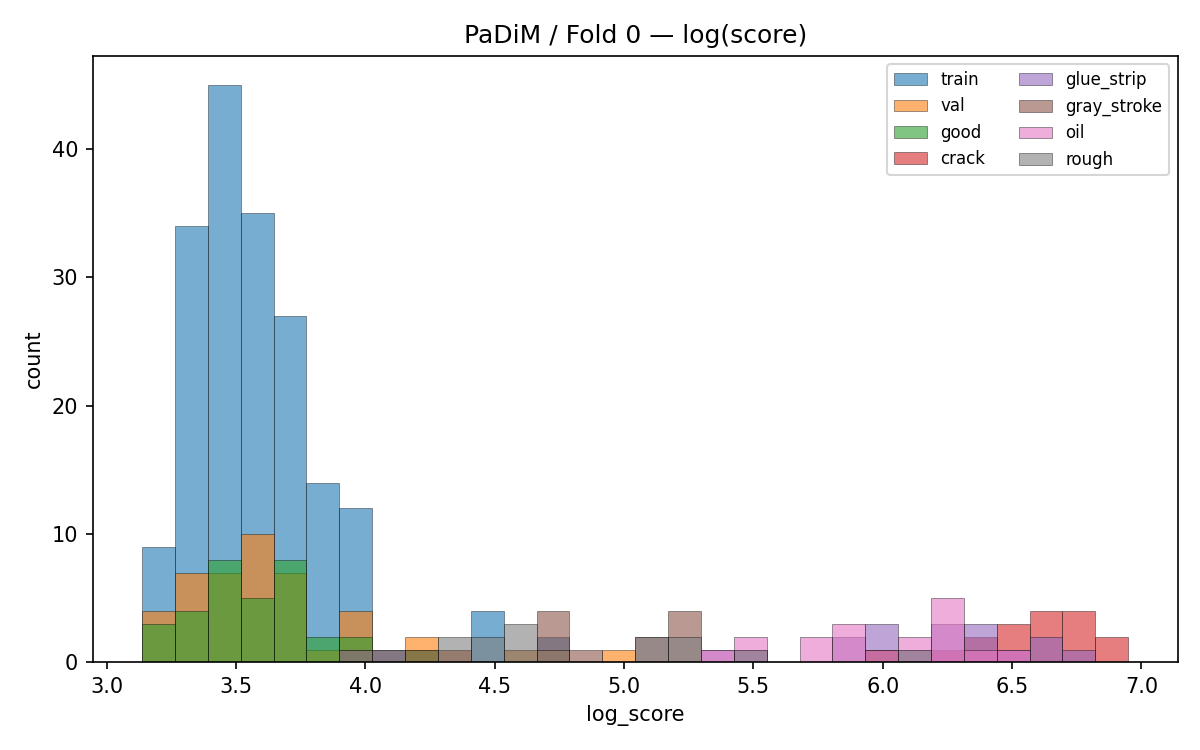 PaDiM / Fold 0 — log(score)
train
val
good
crack
glue_strip
gray_stroke
oil
rough
count
40
30
20
10
0
3.0 3.5 4.0 4.5 5.0 5.5 6.0 6.5 7.0
log_score